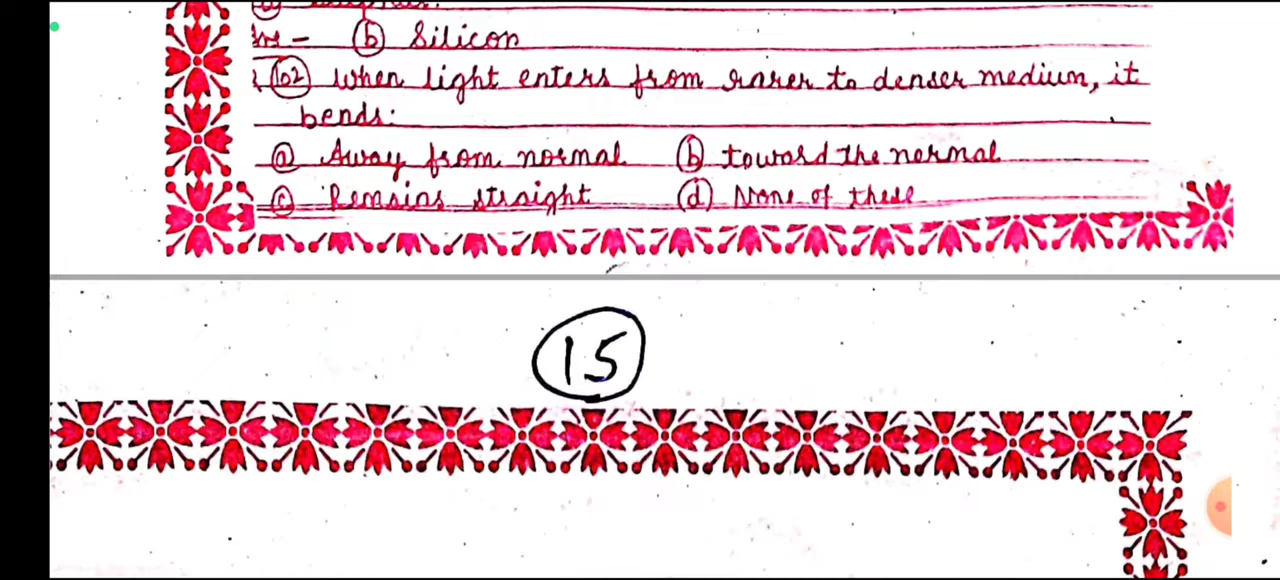 Ans - (b) Silicon
(102) When light enters from rarer to denser medium, it
bends:
(a) Away from normal (b) toward the normal
(c) Remains straight (d) None of these
15